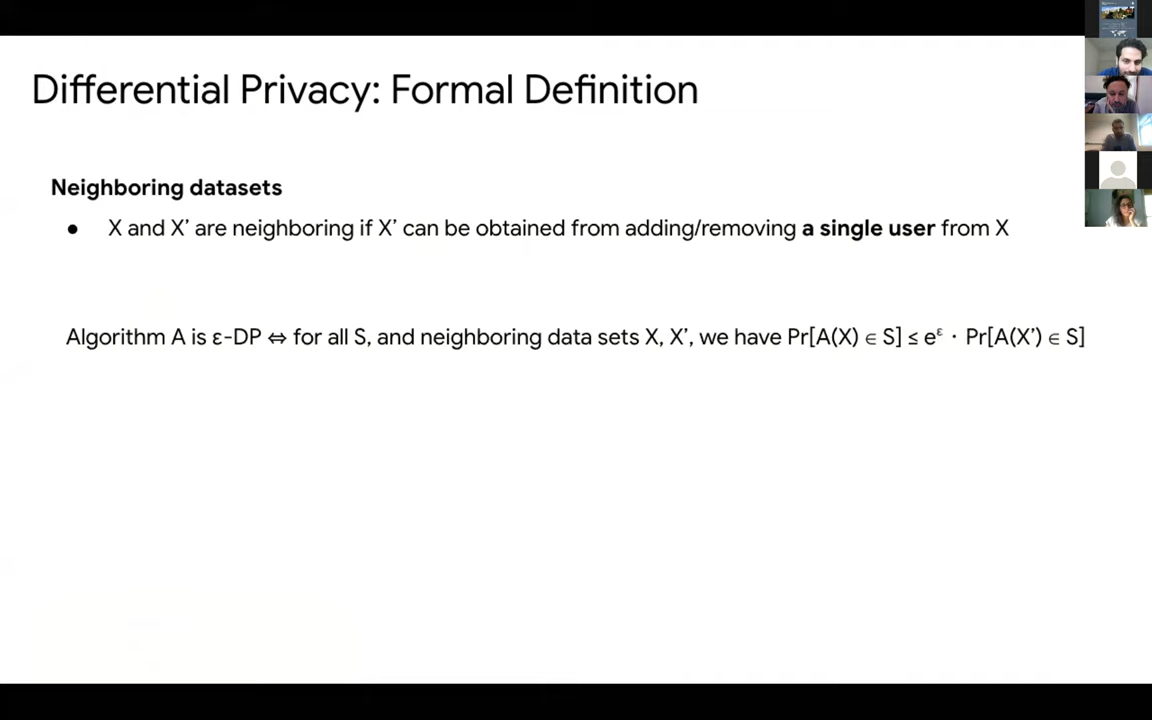 Differential Privacy: Formal Definition
Neighboring datasets
● X and X’ are neighboring if X’ can be obtained from adding/removing a single user from X
Algorithm A is ε-DP ⇔ for all S, and neighboring data sets X, X’, we have Pr[A(X) ∈ S] ≤ e^ε · Pr[A(X’) ∈ S]